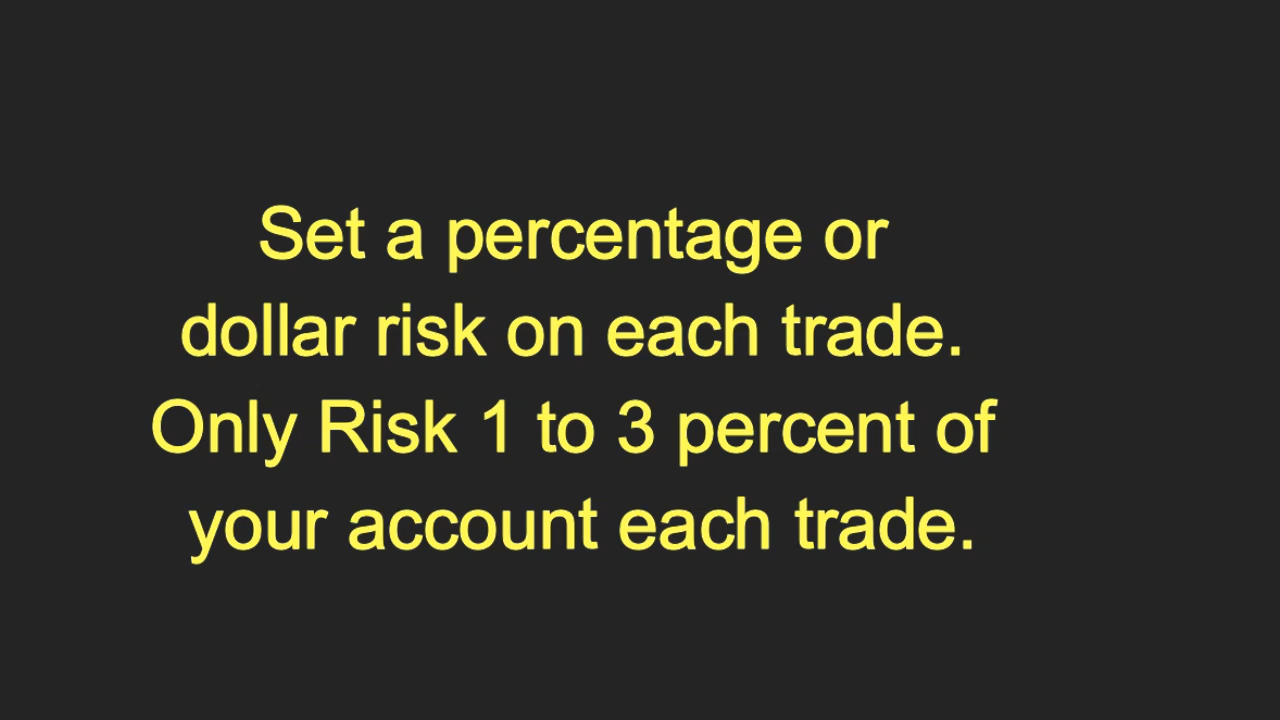 Set a percentage or
dollar risk on each trade.
Only Risk 1 to 3 percent of
your account each trade.